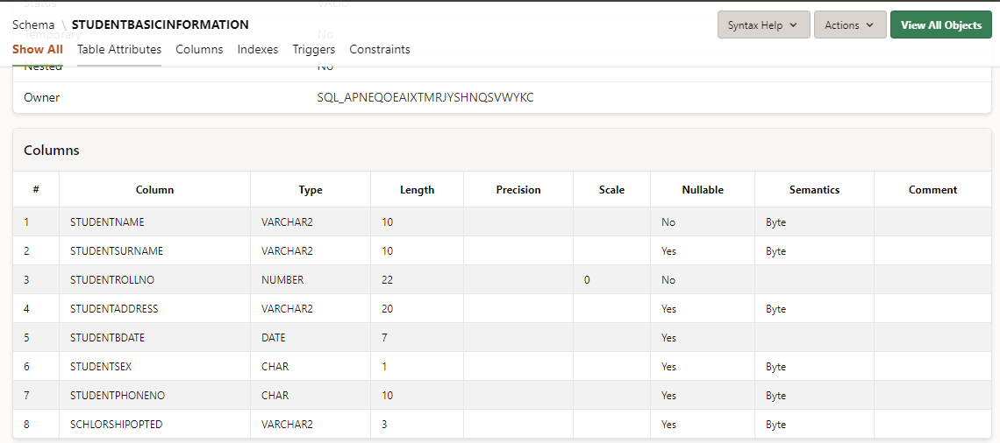 Status VALID
Schema \ STUDENTBASICINFORMATION Syntax Help Actions View All Objects
Temporary No
Show All Table Attributes Columns Indexes Triggers Constraints
Nested No
Owner SQL_APNEQOEAIXTMRJYSHNQSVWYKC
Columns
# Column Type Length Precision Scale Nullable Semantics Comment
1 STUDENTNAME VARCHAR2 10 No Byte
2 STUDENTSURNAME VARCHAR2 10 Yes Byte
3 STUDENTROLLNO NUMBER 22 0 No
4 STUDENTADDRESS VARCHAR2 20 Yes Byte
5 STUDENTBDATE DATE 7 Yes
6 STUDENTSEX CHAR 1 Yes Byte
7 STUDENTPHONENO CHAR 10 Yes Byte
8 SCHLORSHIPOPTED VARCHAR2 3 Yes Byte